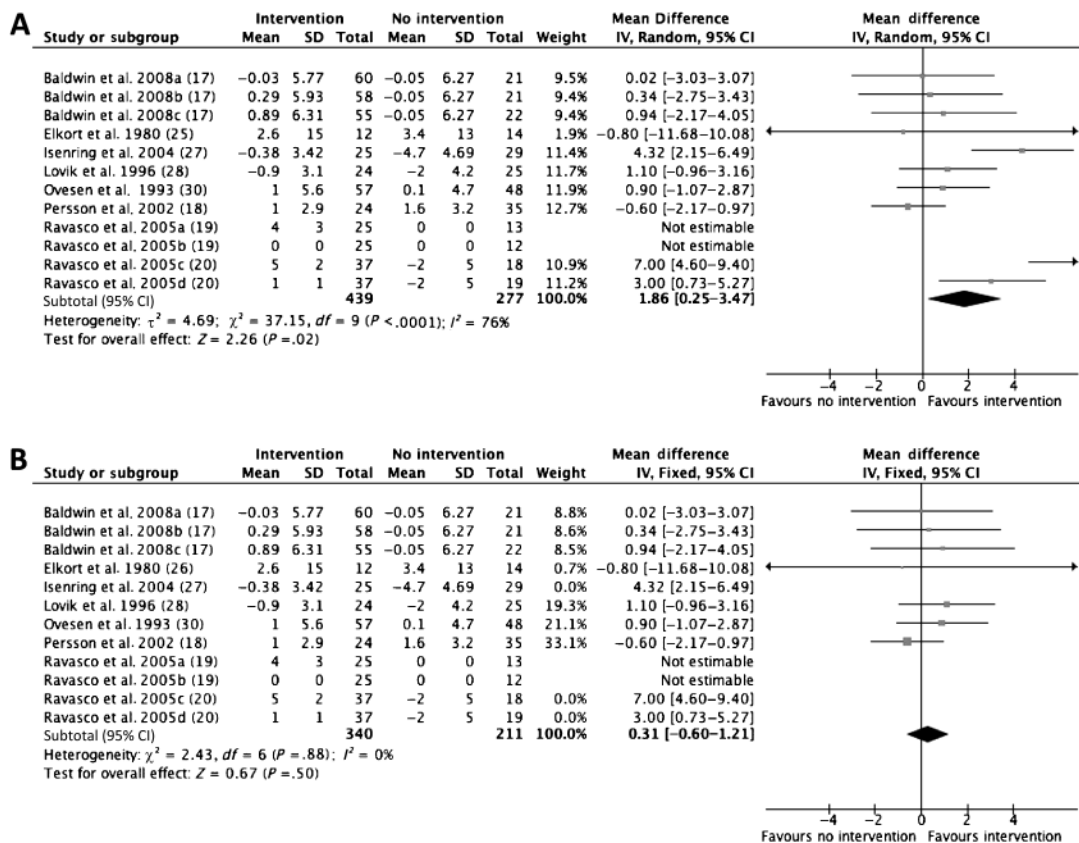 A
Intervention No intervention Mean Difference Mean difference
Study or subgroup Mean SD Total Mean SD Total Weight IV, Random, 95% CI IV, Random, 95% CI
Baldwin et al. 2008a (17) −0.03 5.77 60 −0.05 6.27 21 9.5% 0.02 [−3.03–3.07]
Baldwin et al. 2008b (17) 0.29 5.93 58 −0.05 6.27 21 9.4% 0.34 [−2.75–3.43]
Baldwin et al. 2008c (17) 0.89 6.31 55 −0.05 6.27 22 9.4% 0.94 [−2.17–4.05]
Elkort et al. 1980 (25) 2.6 15 12 3.4 13 14 1.9% −0.80 [−11.68–10.08]
Isenring et al. 2004 (27) −0.38 3.42 25 −4.7 4.69 29 11.4% 4.32 [2.15–6.49]
Lovik et al. 1996 (28) −0.9 3.1 24 −2 4.2 25 11.7% 1.10 [−0.96–3.16]
Ovesen et al. 1993 (30) 1 5.6 57 0.1 4.7 48 11.9% 0.90 [−1.07–2.87]
Persson et al. 2002 (18) 1 2.9 24 1.6 3.2 35 12.7% −0.60 [−2.17–0.97]
Ravasco et al. 2005a (19) 4 3 25 0 0 13 Not estimable
Ravasco et al. 2005b (19) 0 0 25 0 0 12 Not estimable
Ravasco et al. 2005c (20) 5 2 37 −2 5 18 10.9% 7.00 [4.60–9.40]
Ravasco et al. 2005d (20) 1 1 37 −2 5 19 11.2% 3.00 [0.73–5.27]
Subtotal (95% CI) 439 277 100.0% 1.86 [0.25–3.47]
Heterogeneity: τ² = 4.69; χ² = 37.15, df = 9 (P <.0001); I² = 76%
Test for overall effect: Z = 2.26 (P =.02)
−4 −2 0 2 4
Favours no intervention Favours intervention
B
Intervention No intervention Mean difference Mean difference
Study or subgroup Mean SD Total Mean SD Total Weight IV, Fixed, 95% CI IV, Fixed, 95% CI
Baldwin et al. 2008a (17) −0.03 5.77 60 −0.05 6.27 21 8.8% 0.02 [−3.03–3.07]
Baldwin et al. 2008b (17) 0.29 5.93 58 −0.05 6.27 21 8.6% 0.34 [−2.75–3.43]
Baldwin et al. 2008c (17) 0.89 6.31 55 −0.05 6.27 22 8.5% 0.94 [−2.17–4.05]
Elkort et al. 1980 (26) 2.6 15 12 3.4 13 14 0.7% −0.80 [−11.68–10.08]
Isenring et al. 2004 (27) −0.38 3.42 25 −4.7 4.69 29 0.0% 4.32 [2.15–6.49]
Lovik et al. 1996 (28) −0.9 3.1 24 −2 4.2 25 19.3% 1.10 [−0.96–3.16]
Ovesen et al. 1993 (30) 1 5.6 57 0.1 4.7 48 21.1% 0.90 [−1.07–2.87]
Persson et al. 2002 (18) 1 2.9 24 1.6 3.2 35 33.1% −0.60 [−2.17–0.97]
Ravasco et al. 2005a (19) 4 3 25 0 0 13 Not estimable
Ravasco et al. 2005b (19) 0 0 25 0 0 12 Not estimable
Ravasco et al. 2005c (20) 5 2 37 −2 5 18 0.0% 7.00 [4.60–9.40]
Ravasco et al. 2005d (20) 1 1 37 −2 5 19 0.0% 3.00 [0.73–5.27]
Subtotal (95% CI) 340 211 100.0% 0.31 [−0.60–1.21]
Heterogeneity: χ² = 2.43, df = 6 (P =.88); I² = 0%
Test for overall effect: Z = 0.67 (P =.50)
−4 −2 0 2 4
Favours no intervention Favours intervention